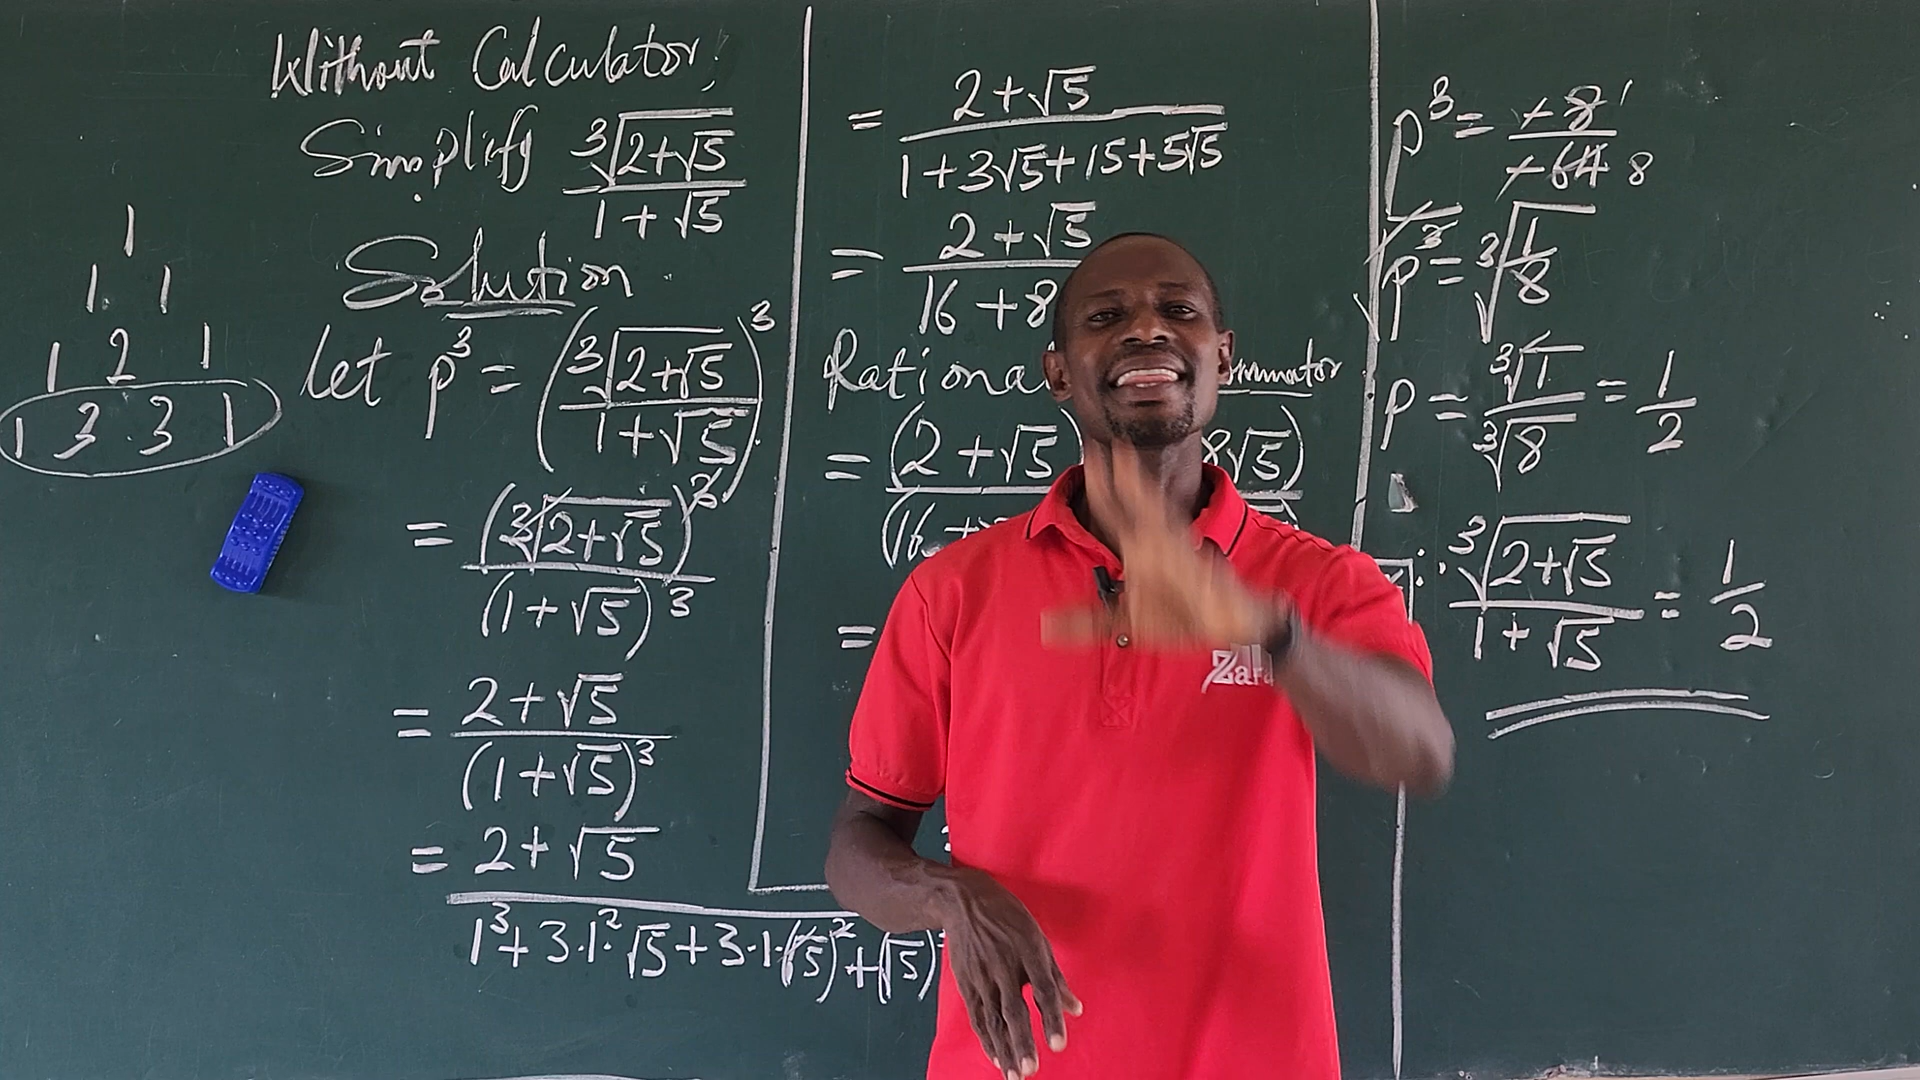 Without Calculator!
Simplify ∛(2+√5) / (1+√5)
Solution
1
1 1
1 2 1
1 3 3 1
let p³ = (∛(2+√5) / (1+√5))³
= (∛(2+√5))³ / (1+√5)³
= (2+√5) / (1+√5)³
= (2+√5) / (1³+3·1²·√5+3·1·(√5)²+(√5)
= (2+√5) / (1+3√5+15+5√5)
= (2+√5) / (16+8
= (2+√5) 8√5) / (16+
=
p³ = -8 1 / -64 8
∛p³ = ∛(1/8)
p = ∛1 / ∛8 = 1/2
∴ ∛(2+√5) / (1+√5) = 1/2